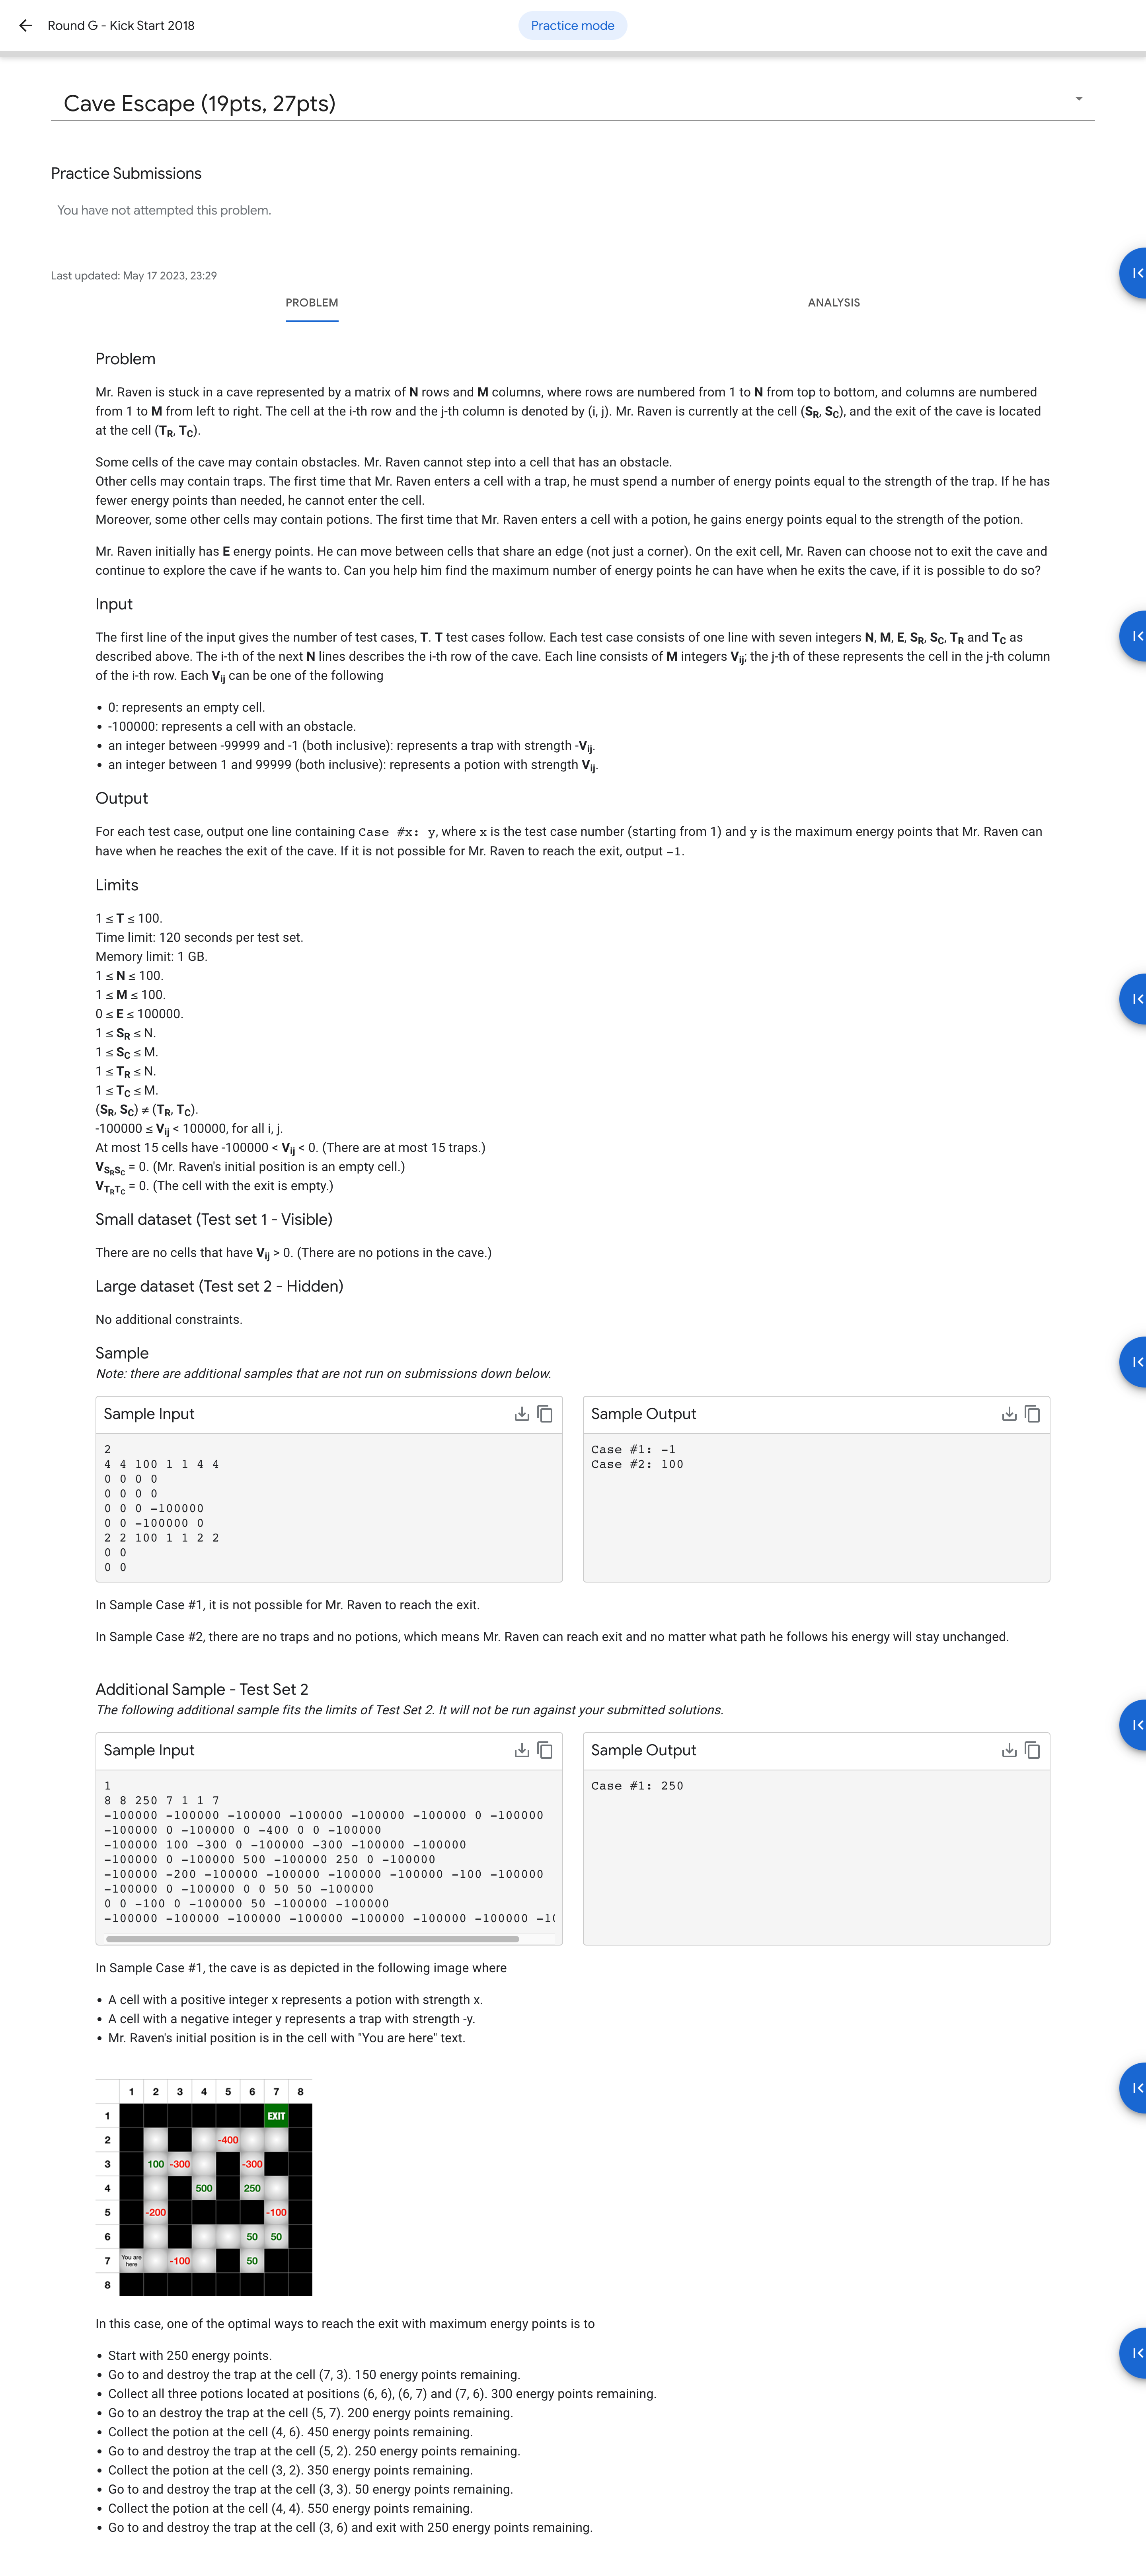 Round G - Kick Start 2018
Practice mode
Cave Escape (19pts, 27pts)
Practice Submissions
You have not attempted this problem.
Last updated: May 17 2023, 23:29
PROBLEM
ANALYSIS
Problem
Mr. Raven is stuck in a cave represented by a matrix of N rows and M columns, where rows are numbered from 1 to N from top to bottom, and columns are numbered
from 1 to M from left to right. The cell at the i-th row and the j-th column is denoted by (i, j). Mr. Raven is currently at the cell (SR, SC), and the exit of the cave is located
at the cell (TR, TC).
Some cells of the cave may contain obstacles. Mr. Raven cannot step into a cell that has an obstacle.
Other cells may contain traps. The first time that Mr. Raven enters a cell with a trap, he must spend a number of energy points equal to the strength of the trap. If he has
fewer energy points than needed, he cannot enter the cell.
Moreover, some other cells may contain potions. The first time that Mr. Raven enters a cell with a potion, he gains energy points equal to the strength of the potion.
Mr. Raven initially has E energy points. He can move between cells that share an edge (not just a corner). On the exit cell, Mr. Raven can choose not to exit the cave and
continue to explore the cave if he wants to. Can you help him find the maximum number of energy points he can have when he exits the cave, if it is possible to do so?
Input
The first line of the input gives the number of test cases, T. T test cases follow. Each test case consists of one line with seven integers N, M, E, SR, SC, TR and TC as
described above. The i-th of the next N lines describes the i-th row of the cave. Each line consists of M integers Vij; the j-th of these represents the cell in the j-th column
of the i-th row. Each Vij can be one of the following
• 0: represents an empty cell.
• -100000: represents a cell with an obstacle.
• an integer between -99999 and -1 (both inclusive): represents a trap with strength -Vij.
• an integer between 1 and 99999 (both inclusive): represents a potion with strength Vij.
Output
For each test case, output one line containing Case #x: y, where x is the test case number (starting from 1) and y is the maximum energy points that Mr. Raven can
have when he reaches the exit of the cave. If it is not possible for Mr. Raven to reach the exit, output -1.
Limits
1 ≤ T ≤ 100.
Time limit: 120 seconds per test set.
Memory limit: 1 GB.
1 ≤ N ≤ 100.
1 ≤ M ≤ 100.
0 ≤ E ≤ 100000.
1 ≤ SR ≤ N.
1 ≤ SC ≤ M.
1 ≤ TR ≤ N.
1 ≤ TC ≤ M.
(SR, SC) ≠ (TR, TC).
-100000 ≤ Vij < 100000, for all i, j.
At most 15 cells have -100000 < Vij < 0. (There are at most 15 traps.)
VSRSC = 0. (Mr. Raven's initial position is an empty cell.)
VTRTC = 0. (The cell with the exit is empty.)
Small dataset (Test set 1 - Visible)
There are no cells that have Vij > 0. (There are no potions in the cave.)
Large dataset (Test set 2 - Hidden)
No additional constraints.
Sample
Note: there are additional samples that are not run on submissions down below.
Sample Input
2
4 4 100 1 1 4 4
0 0 0 0
0 0 0 0
0 0 0 -100000
0 0 -100000 0
2 2 100 1 1 2 2
0 0
0 0
Sample Output
Case #1: -1
Case #2: 100
In Sample Case #1, it is not possible for Mr. Raven to reach the exit.
In Sample Case #2, there are no traps and no potions, which means Mr. Raven can reach exit and no matter what path he follows his energy will stay unchanged.
Additional Sample - Test Set 2
The following additional sample fits the limits of Test Set 2. It will not be run against your submitted solutions.
Sample Input
1
8 8 250 7 1 1 7
-100000 -100000 -100000 -100000 -100000 -100000 0 -100000
-100000 0 -100000 0 -400 0 0 -100000
-100000 100 -300 0 -100000 -300 -100000 -100000
-100000 0 -100000 500 -100000 250 0 -100000
-100000 -200 -100000 -100000 -100000 -100000 -100 -100000
-100000 0 -100000 0 0 50 50 -100000
0 0 -100 0 -100000 50 -100000 -100000
-100000 -100000 -100000 -100000 -100000 -100000 -100000 -10
Sample Output
Case #1: 250
In Sample Case #1, the cave is as depicted in the following image where
• A cell with a positive integer x represents a potion with strength x.
• A cell with a negative integer y represents a trap with strength -y.
• Mr. Raven's initial position is in the cell with "You are here" text.
1 2 3 4 5 6 7 8
1 EXIT
2 -400
3 100 -300 -300
4 500 250
5 -200 -100
6 50 50
7 You are here -100 50
8
In this case, one of the optimal ways to reach the exit with maximum energy points is to
• Start with 250 energy points.
• Go to and destroy the trap at the cell (7, 3). 150 energy points remaining.
• Collect all three potions located at positions (6, 6), (6, 7) and (7, 6). 300 energy points remaining.
• Go to an destroy the trap at the cell (5, 7). 200 energy points remaining.
• Collect the potion at the cell (4, 6). 450 energy points remaining.
• Go to and destroy the trap at the cell (5, 2). 250 energy points remaining.
• Collect the potion at the cell (3, 2). 350 energy points remaining.
• Go to and destroy the trap at the cell (3, 3). 50 energy points remaining.
• Collect the potion at the cell (4, 4). 550 energy points remaining.
• Go to and destroy the trap at the cell (3, 6) and exit with 250 energy points remaining.